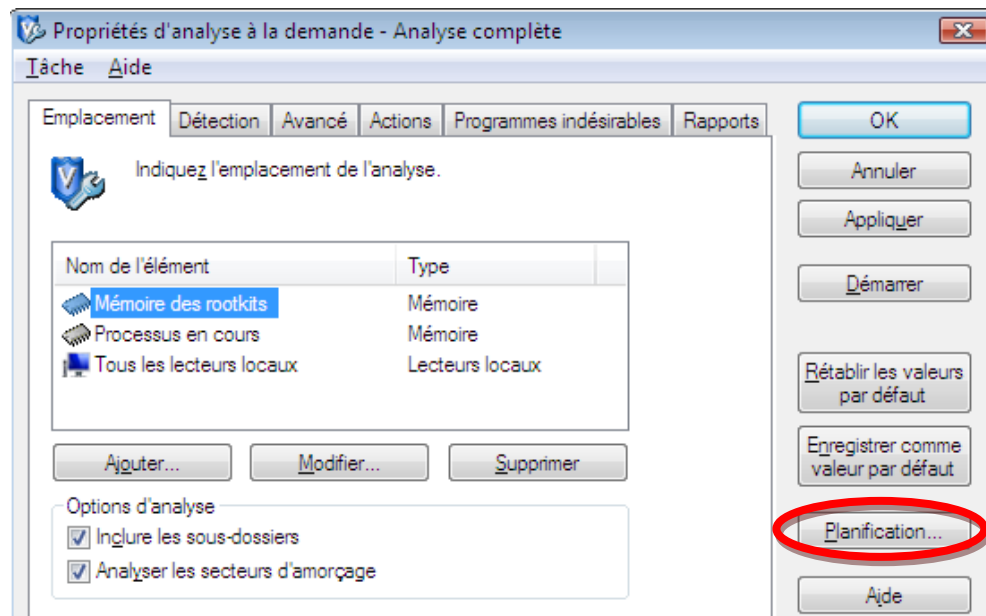 Propriétés d'analyse à la demande - Analyse complète
Tâche Aide
Emplacement Détection Avancé Actions Programmes indésirables Rapports
Indiquez l'emplacement de l'analyse.
Nom de l'élément Type
Mémoire des rootkits Mémoire
Processus en cours Mémoire
Tous les lecteurs locaux Lecteurs locaux
Ajouter... Modifier... Supprimer
Options d'analyse
Inclure les sous-dossiers
Analyser les secteurs d'amorçage
OK
Annuler
Appliquer
Démarrer
Rétablir les valeurs
par défaut
Enregistrer comme
valeur par défaut
Planification...
Aide